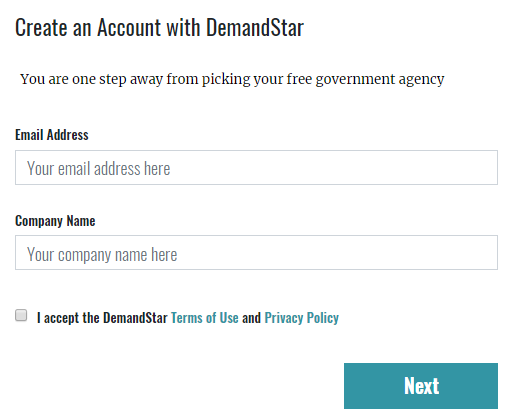 Create an Account with DemandStar
You are one step away from picking your free government agency
Email Address
Your email address here
Company Name
Your company name here
I accept the DemandStar Terms of Use and Privacy Policy
Next